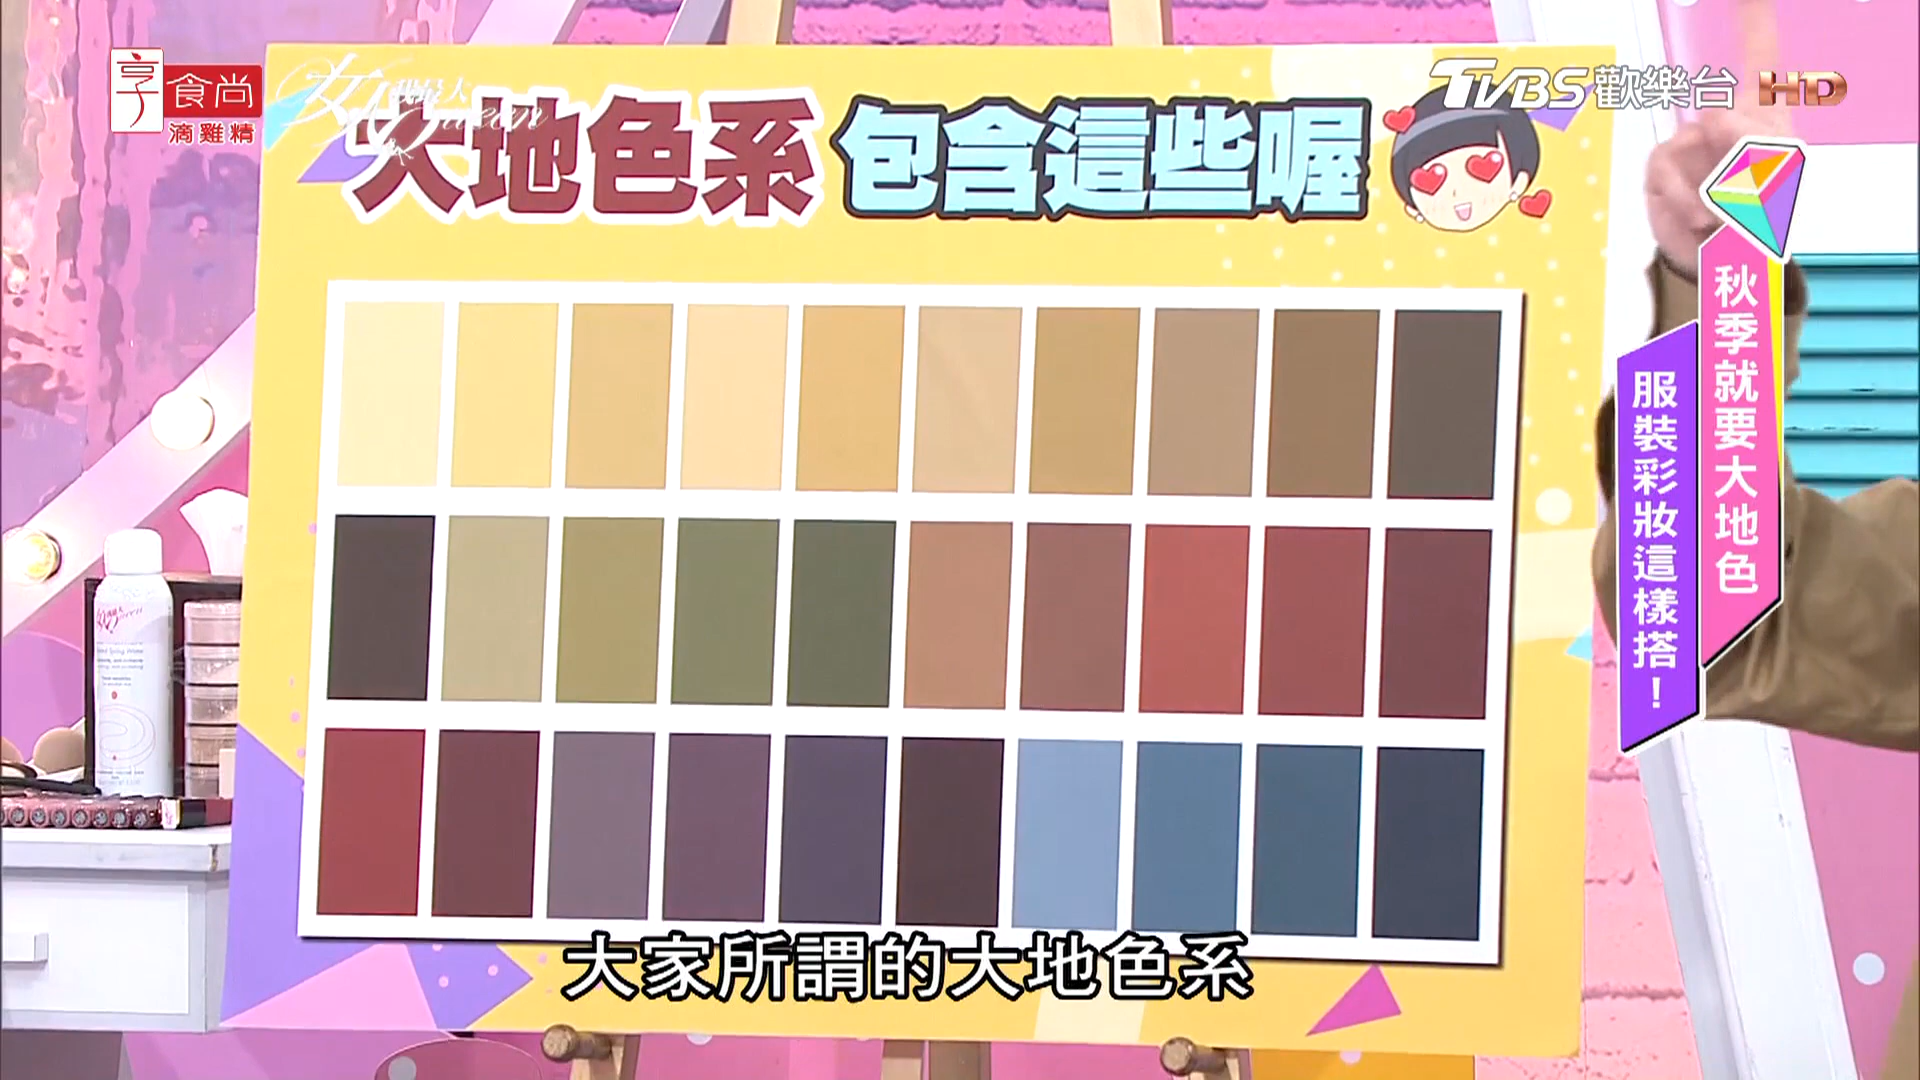 享
食尚
滴雞精
我是大
女人
Queen
TVBS歡樂台 HD
大地色系 包含這些喔
秋季就要大地色
服裝彩妝這樣搭！
大家所謂的大地色系